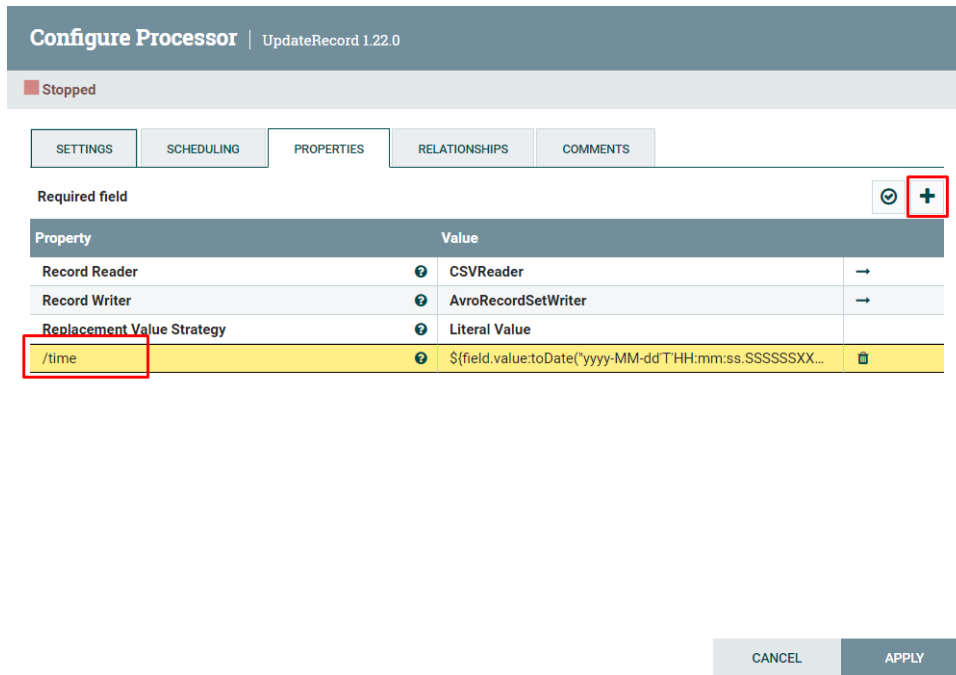 Configure Processor | UpdateRecord 1.22.0
Stopped
SETTINGS SCHEDULING PROPERTIES RELATIONSHIPS COMMENTS
Required field
Property Value
Record Reader CSVReader
Record Writer AvroRecordSetWriter
Replacement Value Strategy Literal Value
/time ${field.value:toDate("yyyy-MM-dd'T'HH:mm:ss.SSSSSSXX...
CANCEL APPLY